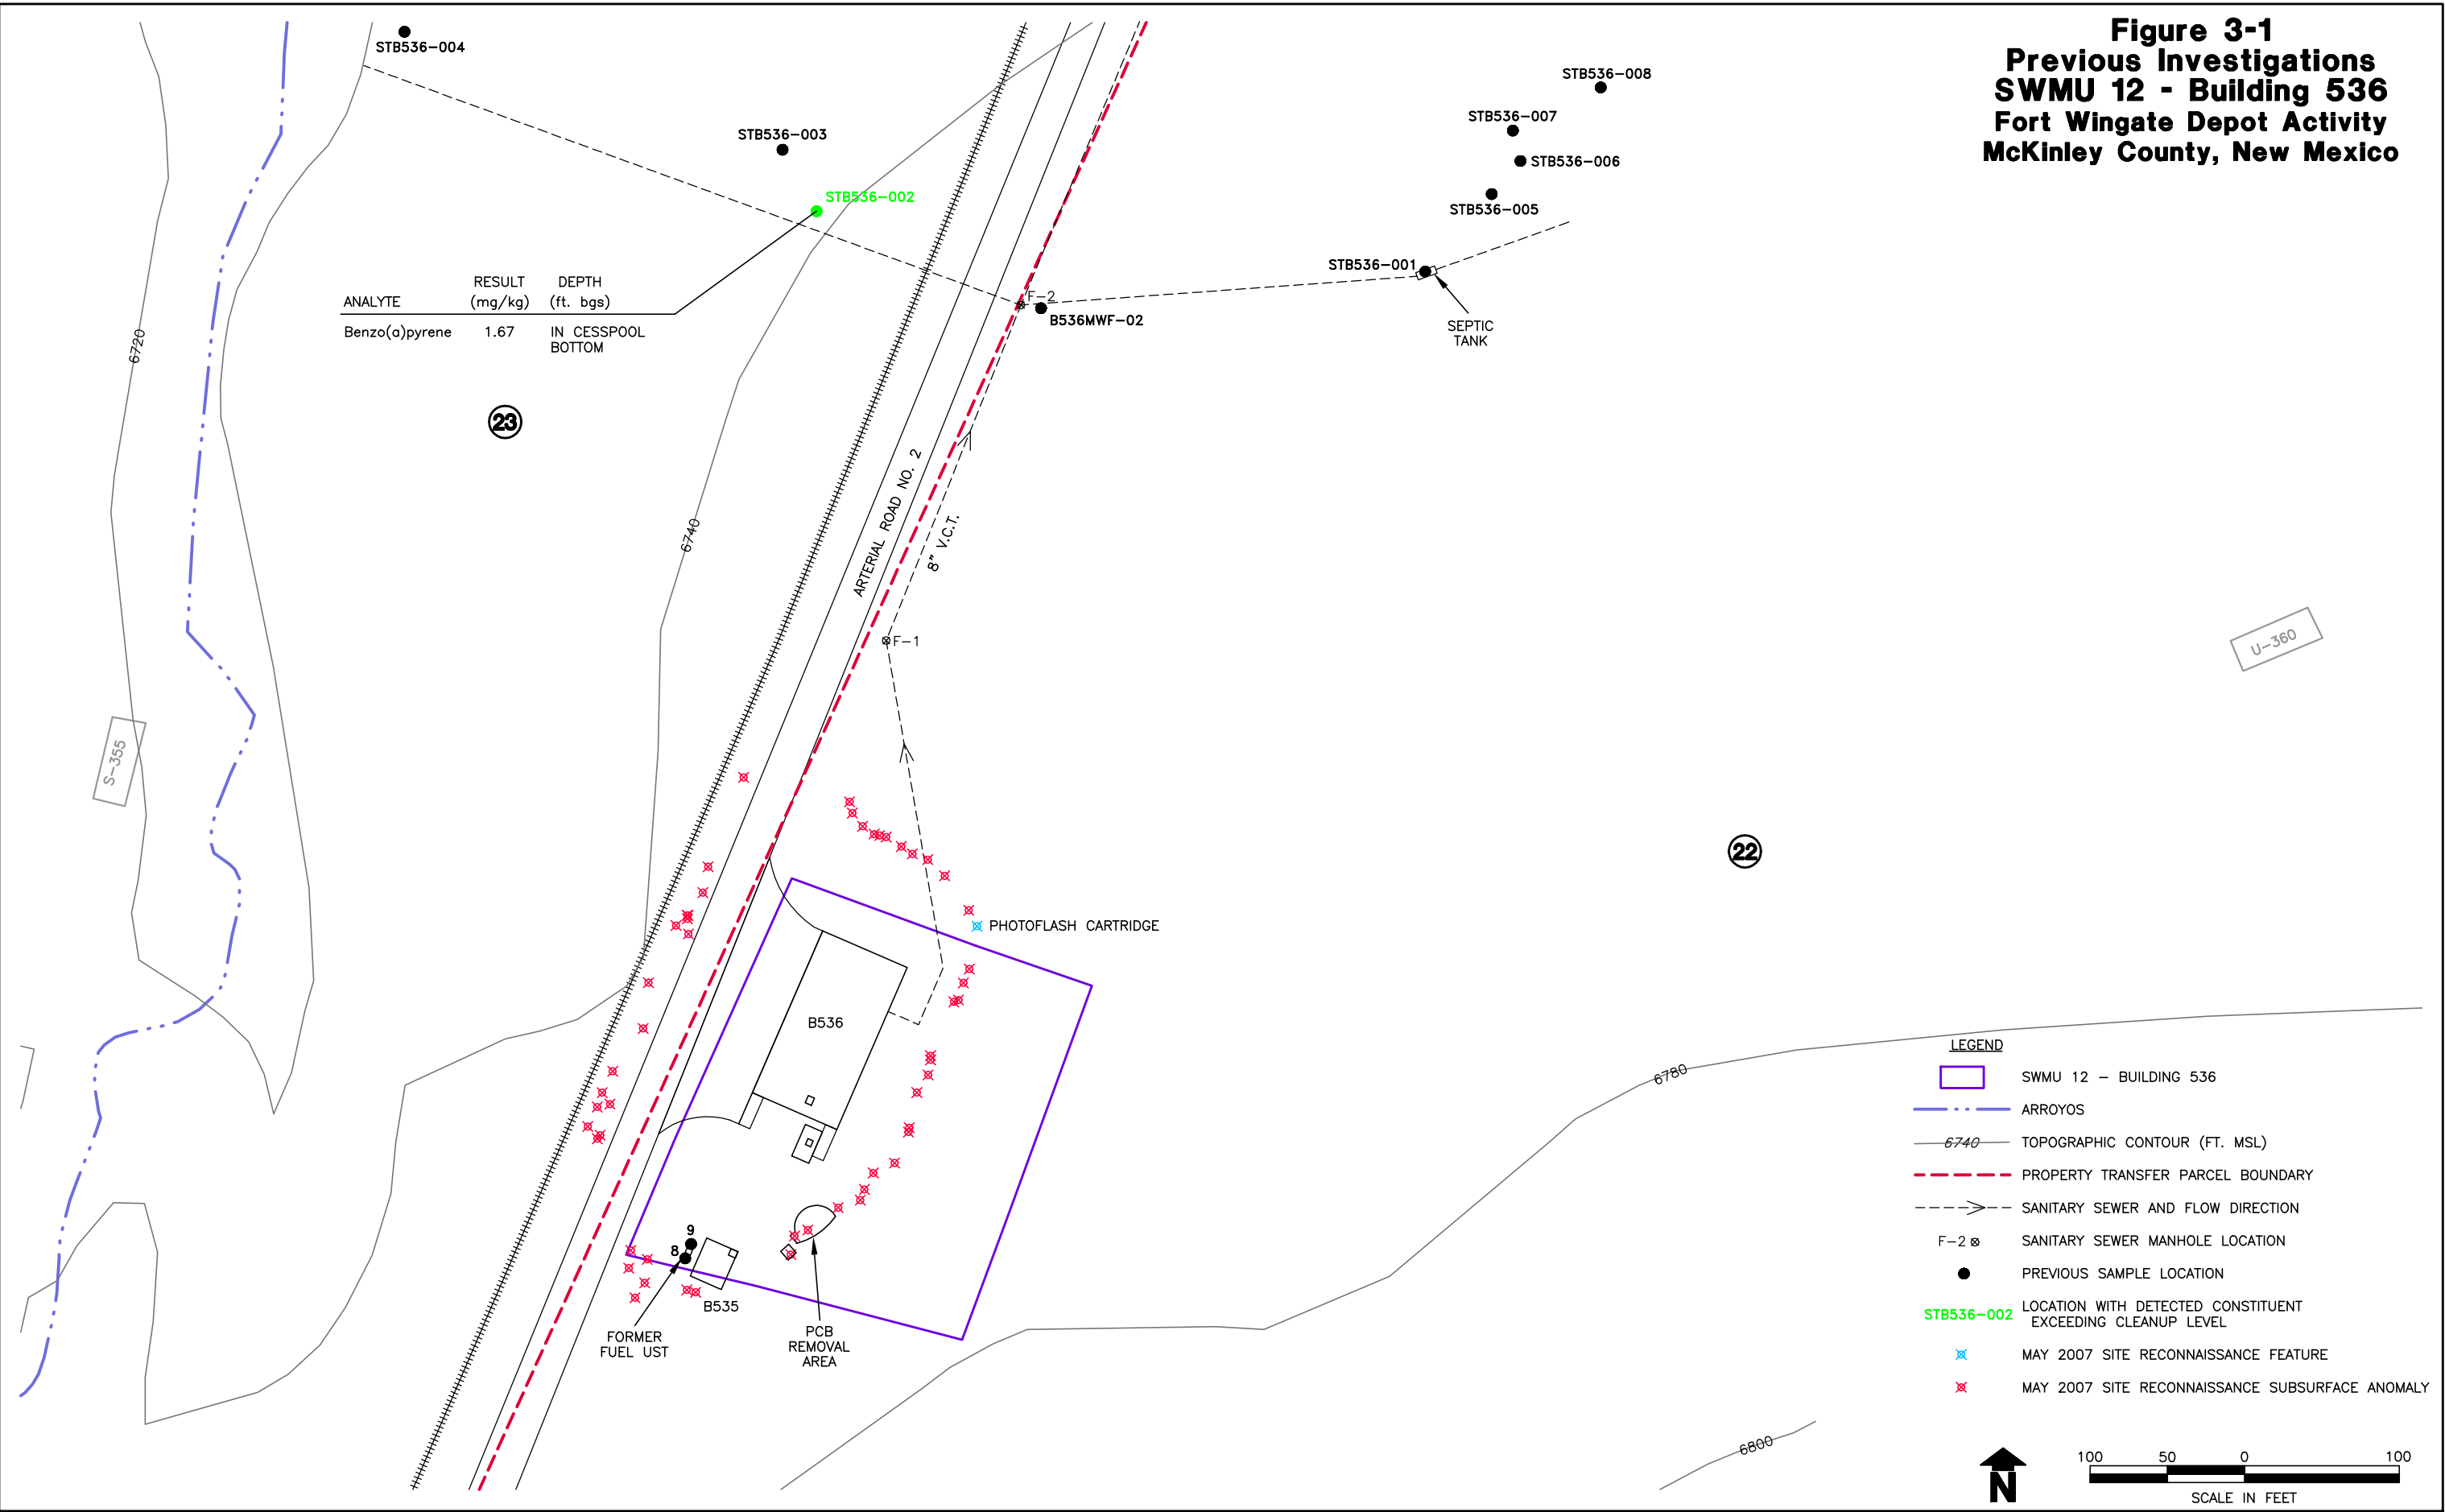 Figure 3-1
Previous Investigations
SWMU 12 - Building 536
Fort Wingate Depot Activity
McKinley County, New Mexico
STB536-004
STB536-003
STB536-002
STB536-008
STB536-007
STB536-006
STB536-005
STB536-001
SEPTIC
TANK
F-2
B536MWF-02
RESULT DEPTH
ANALYTE (mg/kg) (ft. bgs)
Benzo(a)pyrene 1.67 IN CESSPOOL
BOTTOM
6720
23
6740
ARTERIAL ROAD NO. 2
8" V.C.T.
F-1
U-360
S-355
22
PHOTOFLASH CARTRIDGE
B536
6780
9
8
B535
FORMER
FUEL UST
PCB
REMOVAL
AREA
6800
LEGEND
SWMU 12 - BUILDING 536
ARROYOS
6740 TOPOGRAPHIC CONTOUR (FT. MSL)
PROPERTY TRANSFER PARCEL BOUNDARY
SANITARY SEWER AND FLOW DIRECTION
F-2 SANITARY SEWER MANHOLE LOCATION
PREVIOUS SAMPLE LOCATION
STB536-002 LOCATION WITH DETECTED CONSTITUENT
EXCEEDING CLEANUP LEVEL
MAY 2007 SITE RECONNAISSANCE FEATURE
MAY 2007 SITE RECONNAISSANCE SUBSURFACE ANOMALY
N
100 50 0 100
SCALE IN FEET